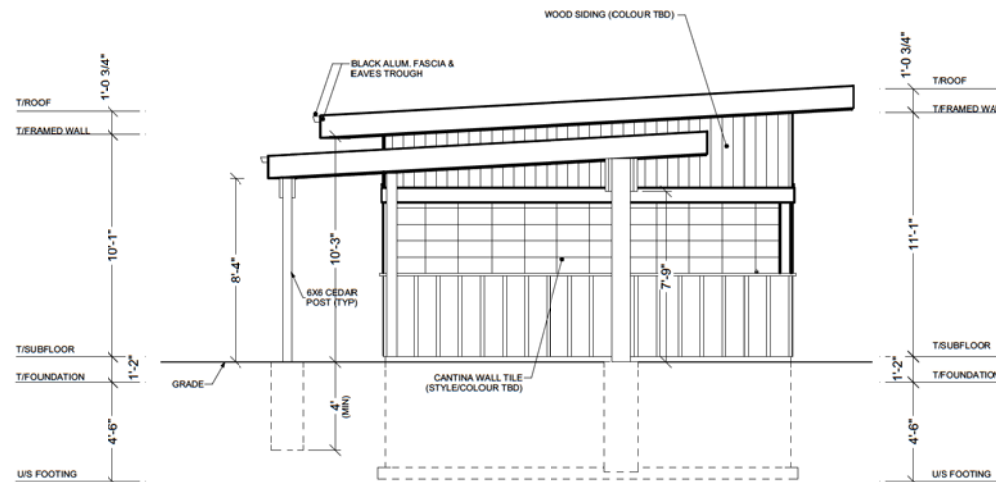 WOOD SIDING (COLOUR TBD)
BLACK ALUM. FASCIA &
EAVES TROUGH
1'-0 3/4"
1'-0 3/4"
T/ROOF
T/ROOF
T/FRAMED WALL
T/FRAMED WA
10'-1"
8'-4"
10'-3"
7'-9"
11'-1"
6X6 CEDAR
POST (TYP)
T/SUBFLOOR
T/SUBFLOOR
1'-2"
1'-2"
T/FOUNDATION
T/FOUNDATION
GRADE
CANTINA WALL TILE
(STYLE/COLOUR TBD)
4'
(MIN)
4'-6"
4'-6"
U/S FOOTING
U/S FOOTING